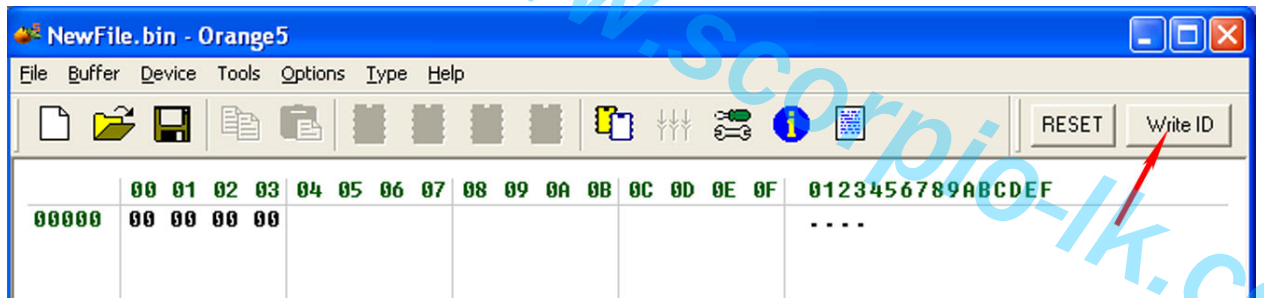 NewFile.bin - Orange5
File Buffer Device Tools Options Type Help
RESET Write ID
00 01 02 03 04 05 06 07 08 09 0A 0B 0C 0D 0E 0F 0123456789ABCDEF
00000 00 00 00 00 ....
w.scorpio-lk.c